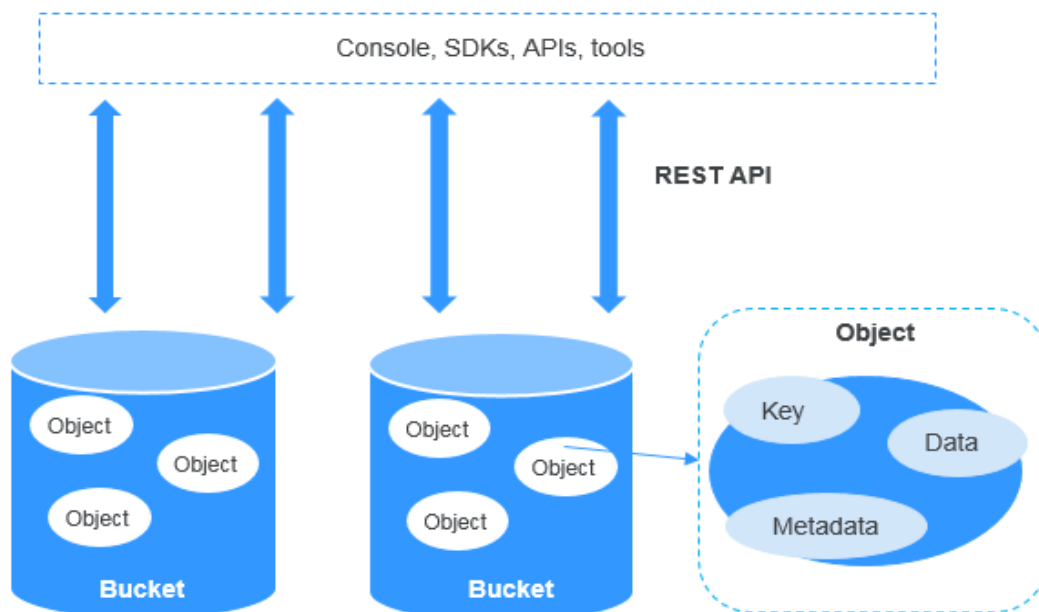 Console, SDKs, APIs, tools
REST API
Object
Object
Object
Bucket
Object
Object
Object
Bucket
Object
Key
Data
Metadata